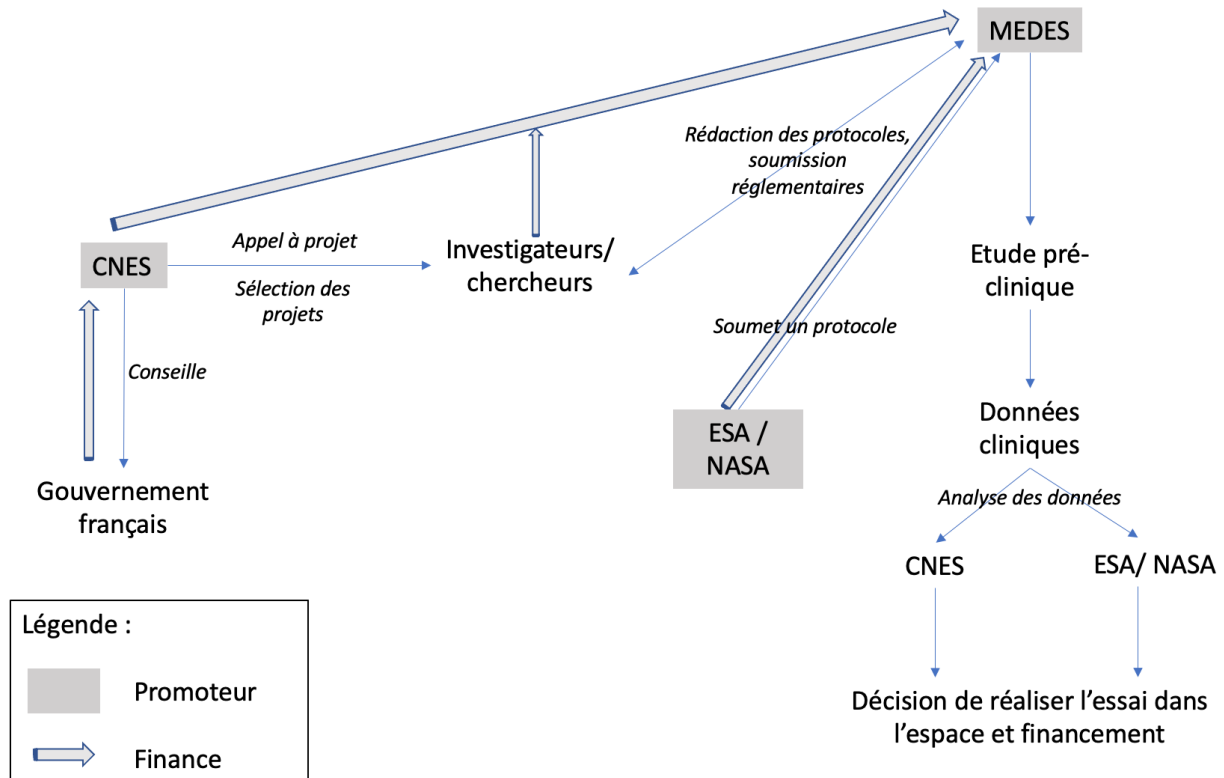 MEDES
Rédaction des protocoles,
soumission
réglementaires
Appel à projet
Investigateurs/
chercheurs
CNES
Sélection des
projets
Etude pré-
clinique
Soumet un protocole
Conseille
ESA /
NASA
Données
cliniques
Gouvernement
français
Analyse des données
CNES
ESA/ NASA
Légende :
Promoteur
Finance
Décision de réaliser l'essai dans
l'espace et financement